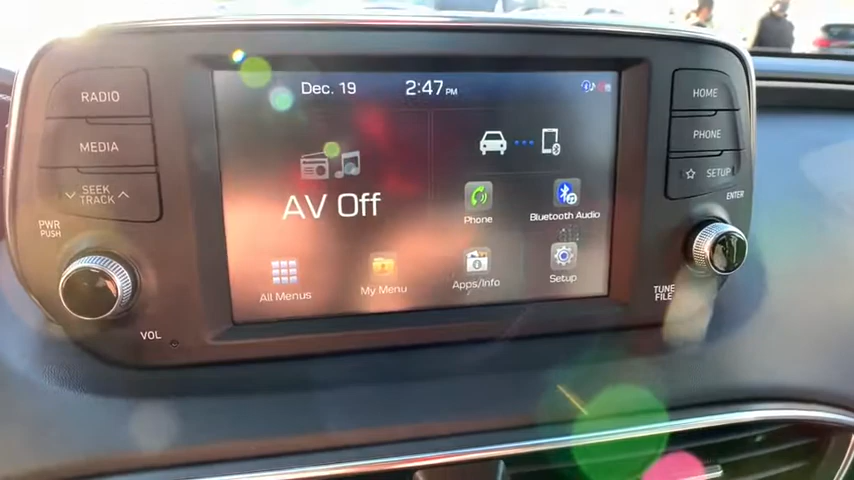 RADIO
MEDIA
SEEK
TRACK
PWR
PUSH
VOL
Dec. 19
2:47 PM
AV Off
Phone
Bluetooth Audio
All Menus
My Menu
Apps/Info
Setup
HOME
PHONE
SETUP
ENTER
TUNE
FILE